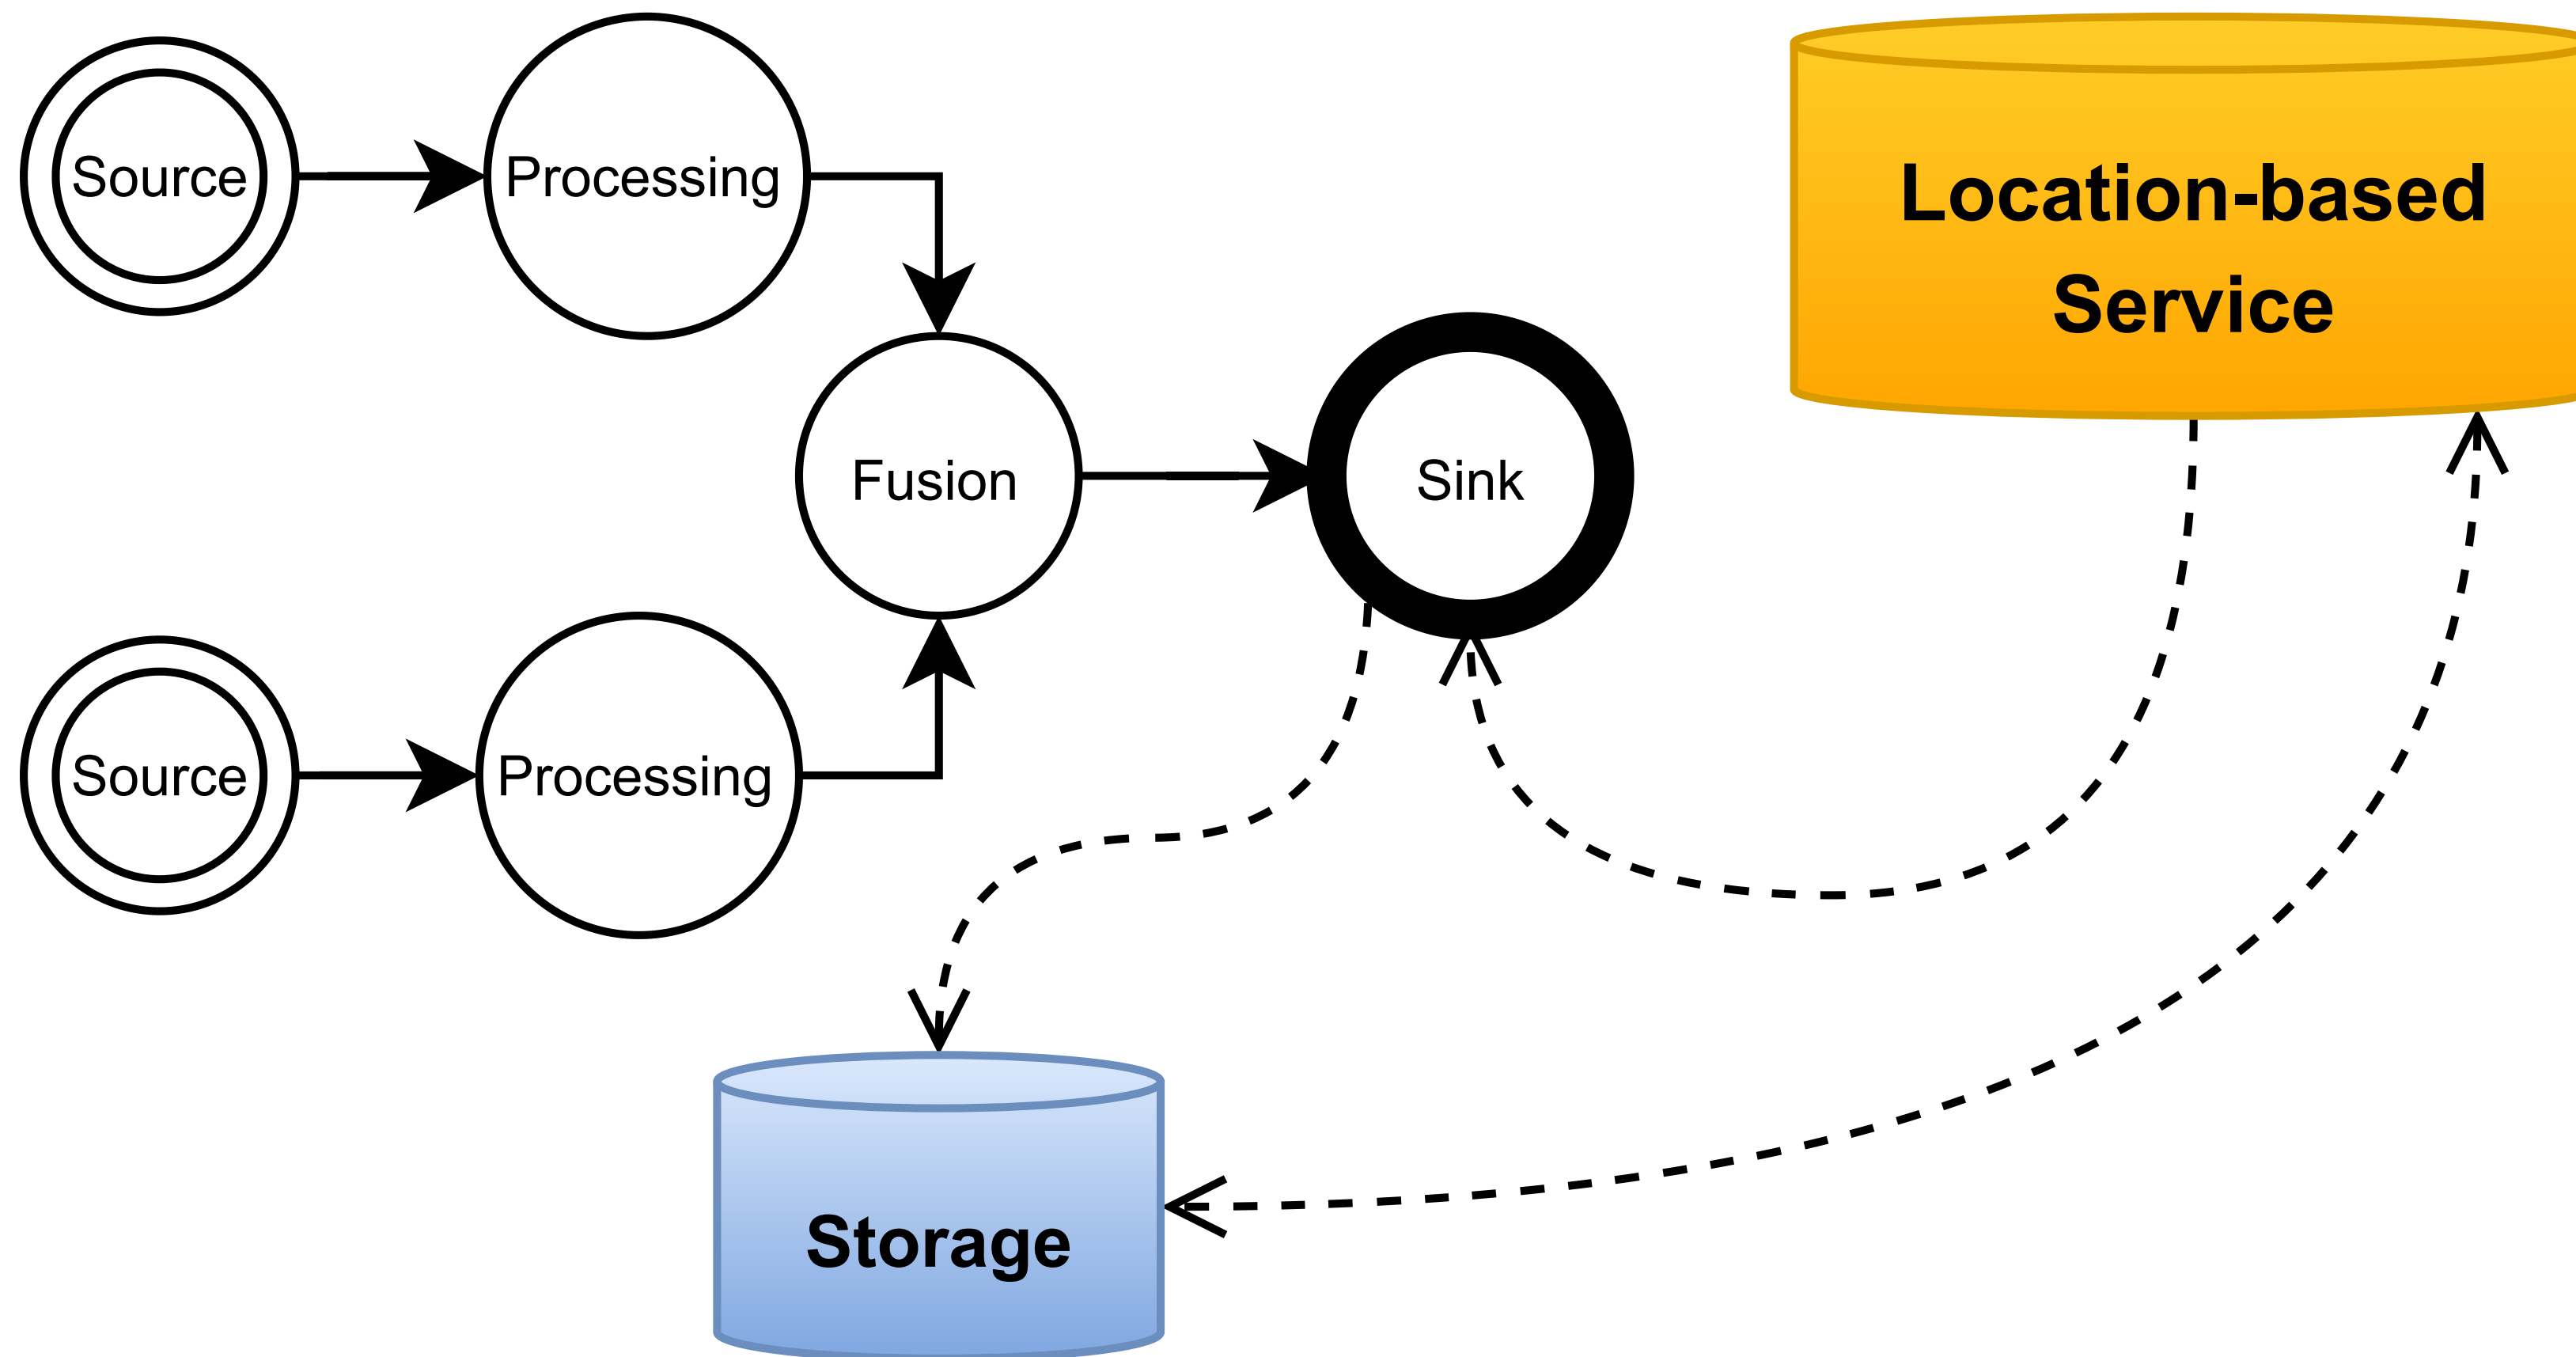 Source
Processing
Location-based
Service
Fusion
Sink
Source
Processing
Storage